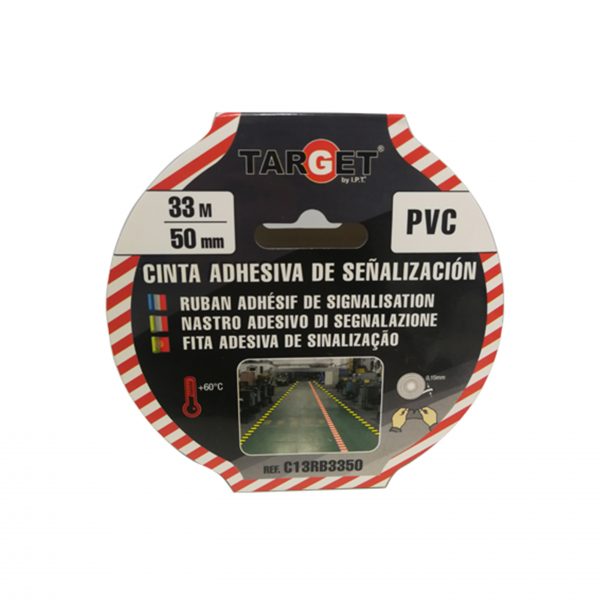 TARGET®
by I.P.T.
33 M
50 mm
PVC
CINTA ADHESIVA DE SEÑALIZACIÓN
RUBAN ADHÉSIF DE SIGNALISATION
NASTRO ADESIVO DI SEGNALAZIONE
FITA ADESIVA DE SINALIZAÇÃO
+60°C
0,15mm
REF. C13RB3350